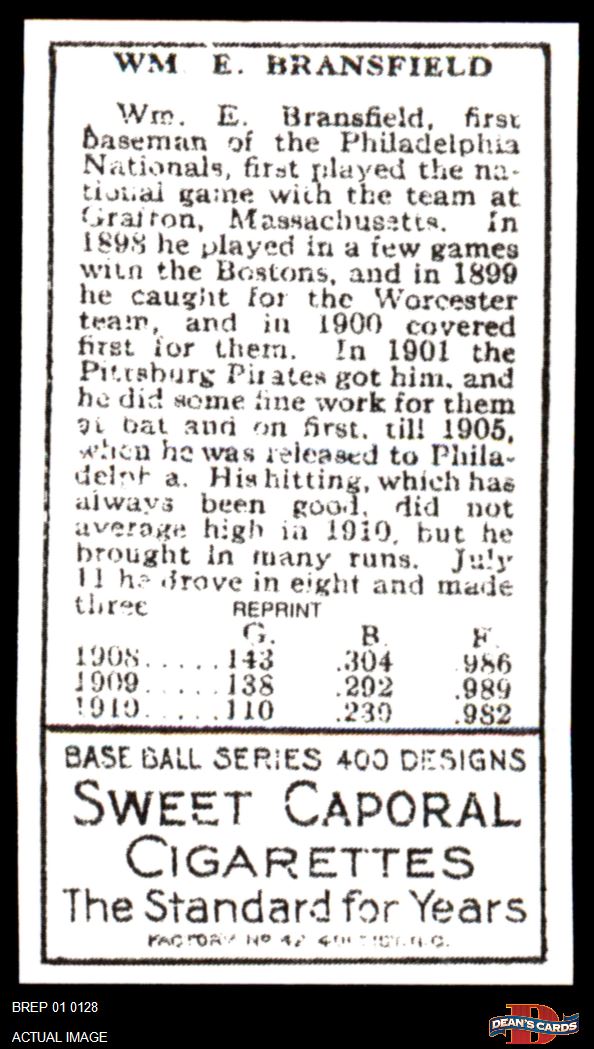 WM. E. BRANSFIELD
Wm. E. Bransfield, first
baseman of the Philadelphia
Nationals, first played the na-
tional game with the team at
Grafton, Massachusetts. In
1898 he played in a few games
with the Bostons, and in 1899
he caught for the Worcester
team, and in 1900 covered
first for them. In 1901 the
Pittsburg Pirates got him, and
he did some fine work for them
at bat and on first, till 1905,
when he was released to Phila-
delphia. His hitting, which has
always been good, did not
average high in 1910, but he
brought in many runs. July
11 he drove in eight and made
three REPRINT
G. B. F.
1908......143 .304 .986
1909......138 .292 .989
1910......110 .239 .982
BASE BALL SERIES 400 DESIGNS
SWEET CAPORAL
CIGARETTES
The Standard for Years
FACTORY No 42, 4TH DIST. N.C.
BREP 01 0128
ACTUAL IMAGE
D
DEAN'S CARDS